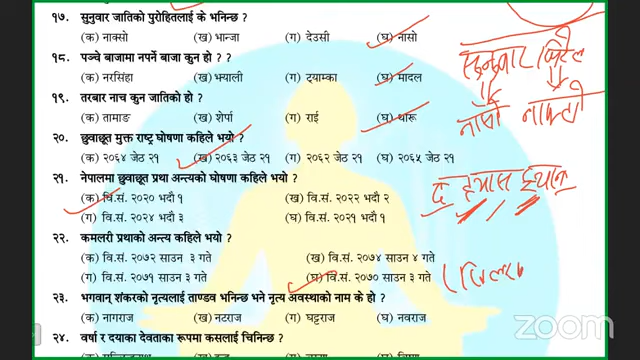 १७. सुनुवार जातिको पुरोहितलाई के भनिन्छ
(क) नाक्सो (ख) भान्जा (ग) देउसी (घ) नासो
१८. पञ्चे बाजामा नपर्ने बाजा कुन हो ?
(क) नरसिंहा (ख) झ्याली (ग) ट्याम्का (घ) मादल
१९. तरबार नाच कुन जातिको हो ?
(क) तामाङ (ख) शेर्पा (ग) राई (घ) थारू
२०. छुवाछूत मुक्त राष्ट्र घोषणा कहिले भयो ?
(क) २०६४ जेठ २१ (ख) २०६३ जेठ २१ (ग) २०६२ जेठ २१ (घ) २०६५ जेठ २१
२१. नेपालमा छुवाछूत प्रथा अन्त्यको घोषणा कहिले भयो ?
(क) वि.सं. २०२० भदौ १ (ख) वि.सं. २०२२ भदौ २
(ग) वि.सं. २०२४ भदौ ३ (घ) वि.सं. २०२१ भदौ १
२२. कमलरी प्रथाको अन्त्य कहिले भयो ?
(क) वि.सं. २०७२ साउन ३ गते (ख) वि.सं. २०७४ साउन ४ गते
(ग) वि.सं. २०७१ साउन ३ गते (घ) वि.सं. २०७० साउन ३ गते
२३. भगवान् शंकरको नृत्यलाई ताण्डव भनिन्छ भने नृत्य अवस्थाको नाम के हो ?
(क) नागराज (ख) नटराज (ग) घट्टराज (घ) नवराज
२४. वर्षा र दयाका देवताका रूपमा कसलाई चिनिन्छ ?
सुनुवार
नासो
zoom